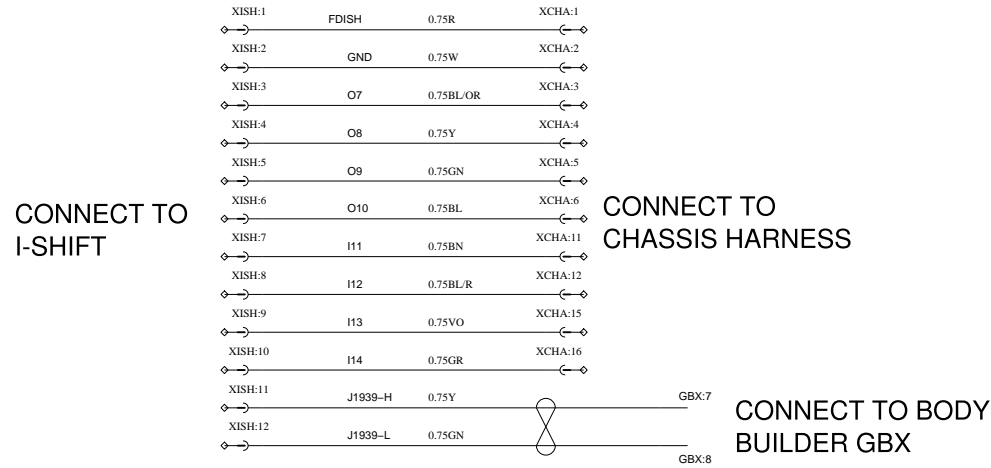 XISH:1 FDISH 0.75R XCHA:1
XISH:2 GND 0.75W XCHA:2
XISH:3 O7 0.75BL/OR XCHA:3
XISH:4 O8 0.75Y XCHA:4
XISH:5 O9 0.75GN XCHA:5
XISH:6 O10 0.75BL XCHA:6
XISH:7 I11 0.75BN XCHA:11
XISH:8 I12 0.75BL/R XCHA:12
XISH:9 I13 0.75VO XCHA:15
XISH:10 I14 0.75GR XCHA:16
XISH:11 J1939–H 0.75Y GBX:7
XISH:12 J1939–L 0.75GN GBX:8
CONNECT TO
I-SHIFT
CONNECT TO
CHASSIS HARNESS
CONNECT TO BODY
BUILDER GBX